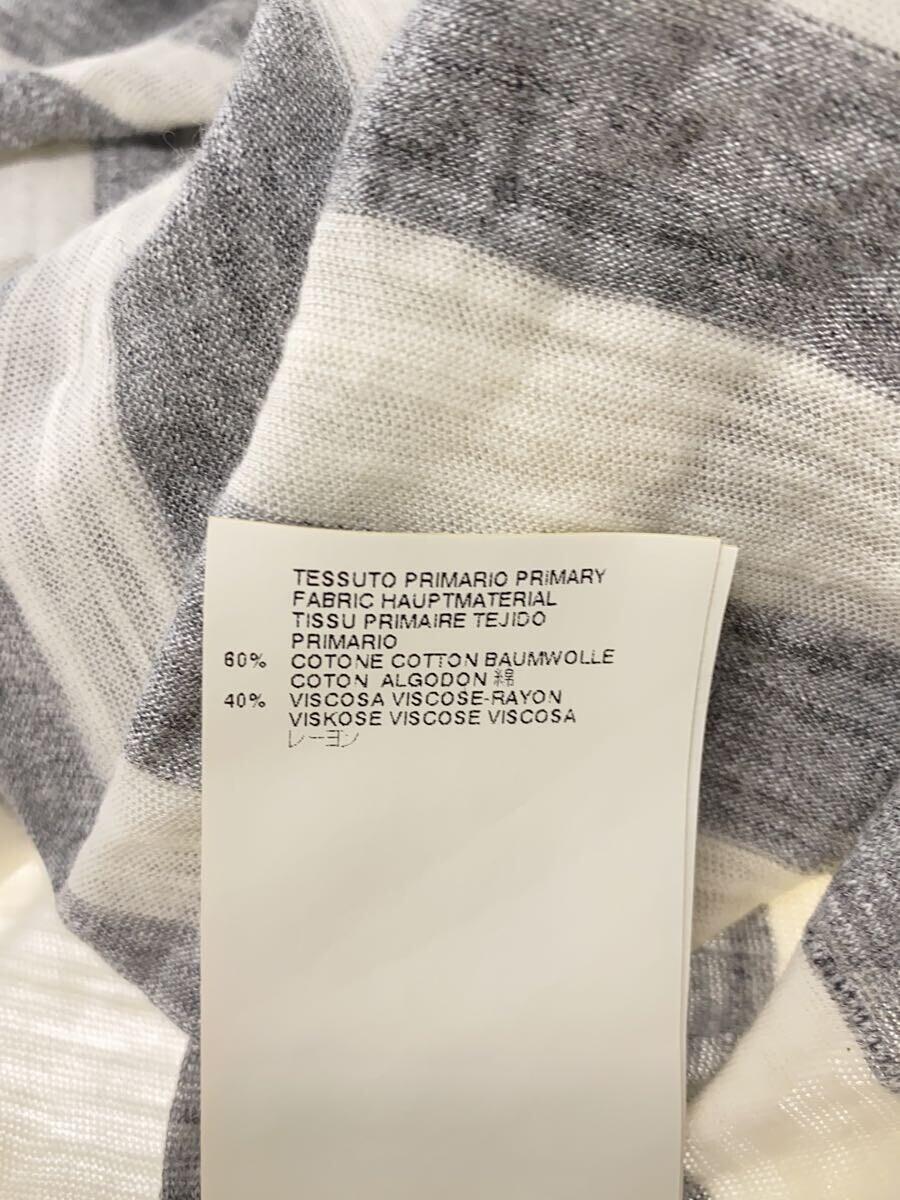 TESSUTO PRIMARIO PRIMARY
FABRIC HAUPTMATERIAL
TISSU PRIMAIRE TEJIDO
PRIMARIO
60% COTONE COTTON BAUMWOLLE
COTON ALGODON 綿
40% VISCOSA VISCOSE-RAYON
VISKOSE VISCOSE VISCOSA
レーヨン